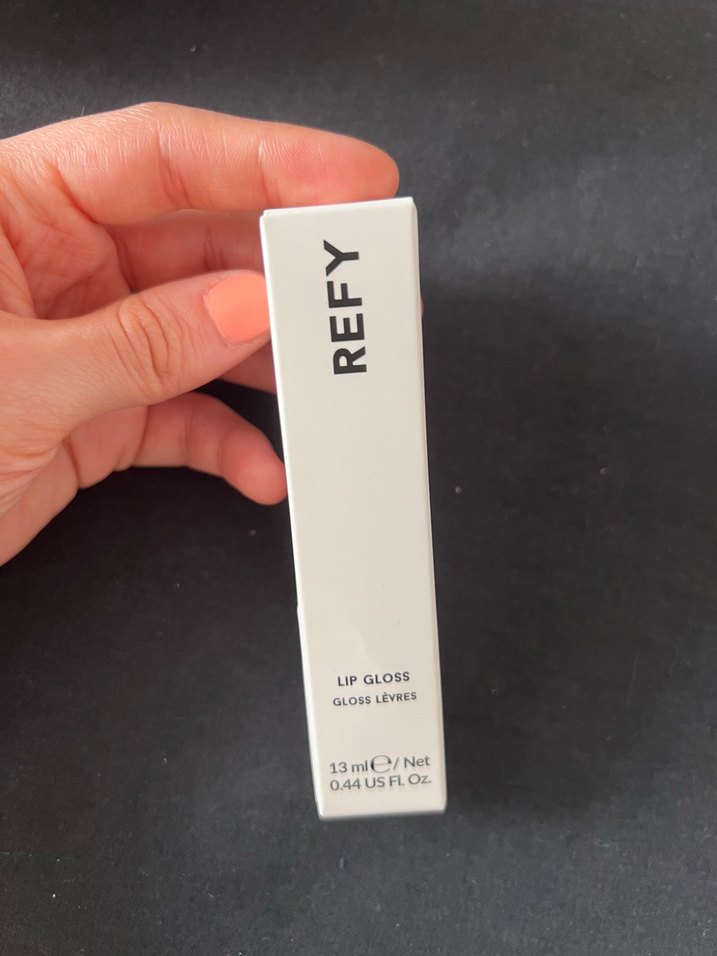 REFY
LIP GLOSS
GLOSS LÈVRES
13 ml ℮ / Net
0.44 US Fl. Oz.